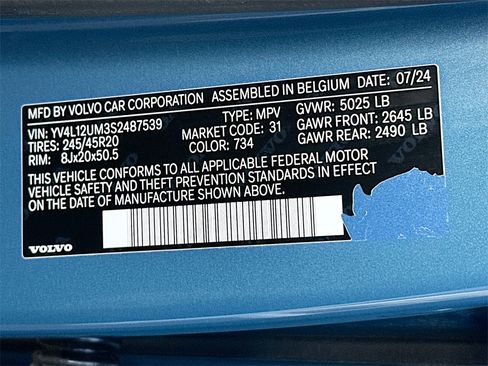 MFD BY VOLVO CAR CORPORATION ASSEMBLED IN BELGIUM DATE: 07/24
VIN: YV4L12UM3S2487539 TYPE: MPV GVWR: 5025 LB
TIRES: 245/45R20 MARKET CODE: 31 GAWR FRONT: 2645 LB
RIM: 8Jx20x50.5 COLOR: 734 GAWR REAR: 2490 LB
THIS VEHICLE CONFORMS TO ALL APPLICABLE FEDERAL MOTOR
VEHICLE SAFETY AND THEFT PREVENTION STANDARDS IN EFFECT
ON THE DATE OF MANUFACTURE SHOWN ABOVE.
VOLVO